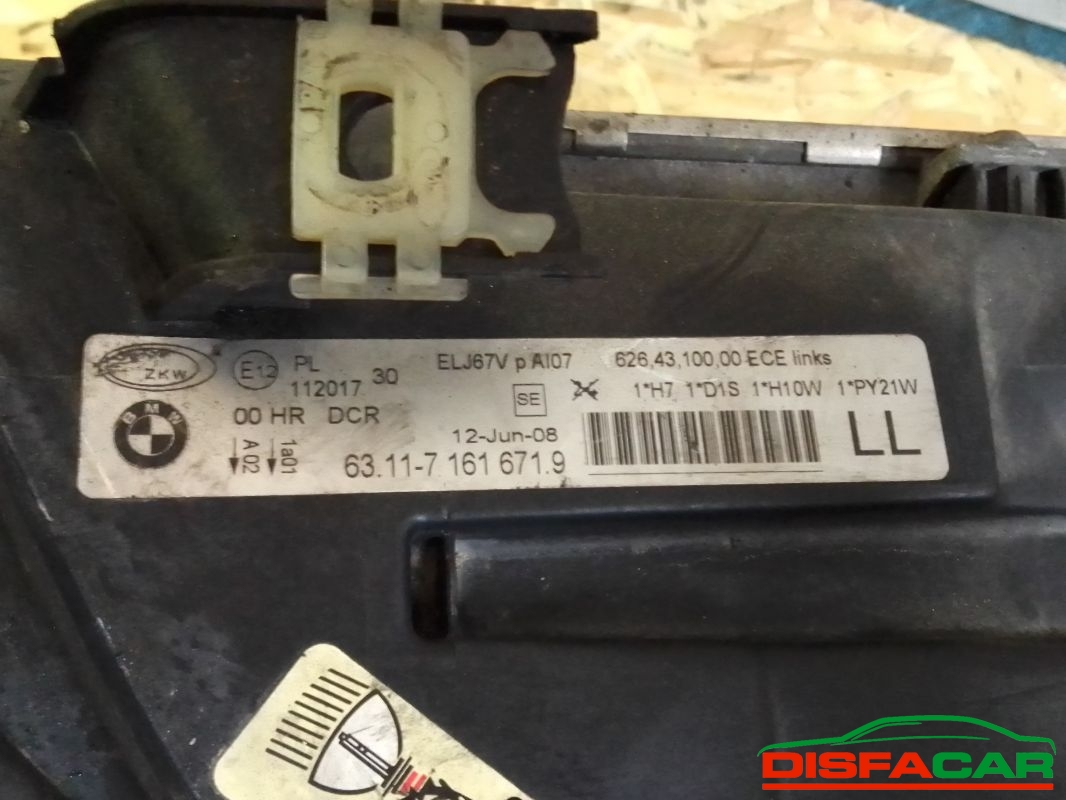 ZKW E12 PL 30 ELJ67V p AI07 626.43,100,00 ECE links
112017 SE 1*H7 1*D1S 1*H10W 1*PY21W
BMW 00 HR DCR LL
A 02 1a01 12-Jun-08
63.11-7 161 671.9
DISFACAR